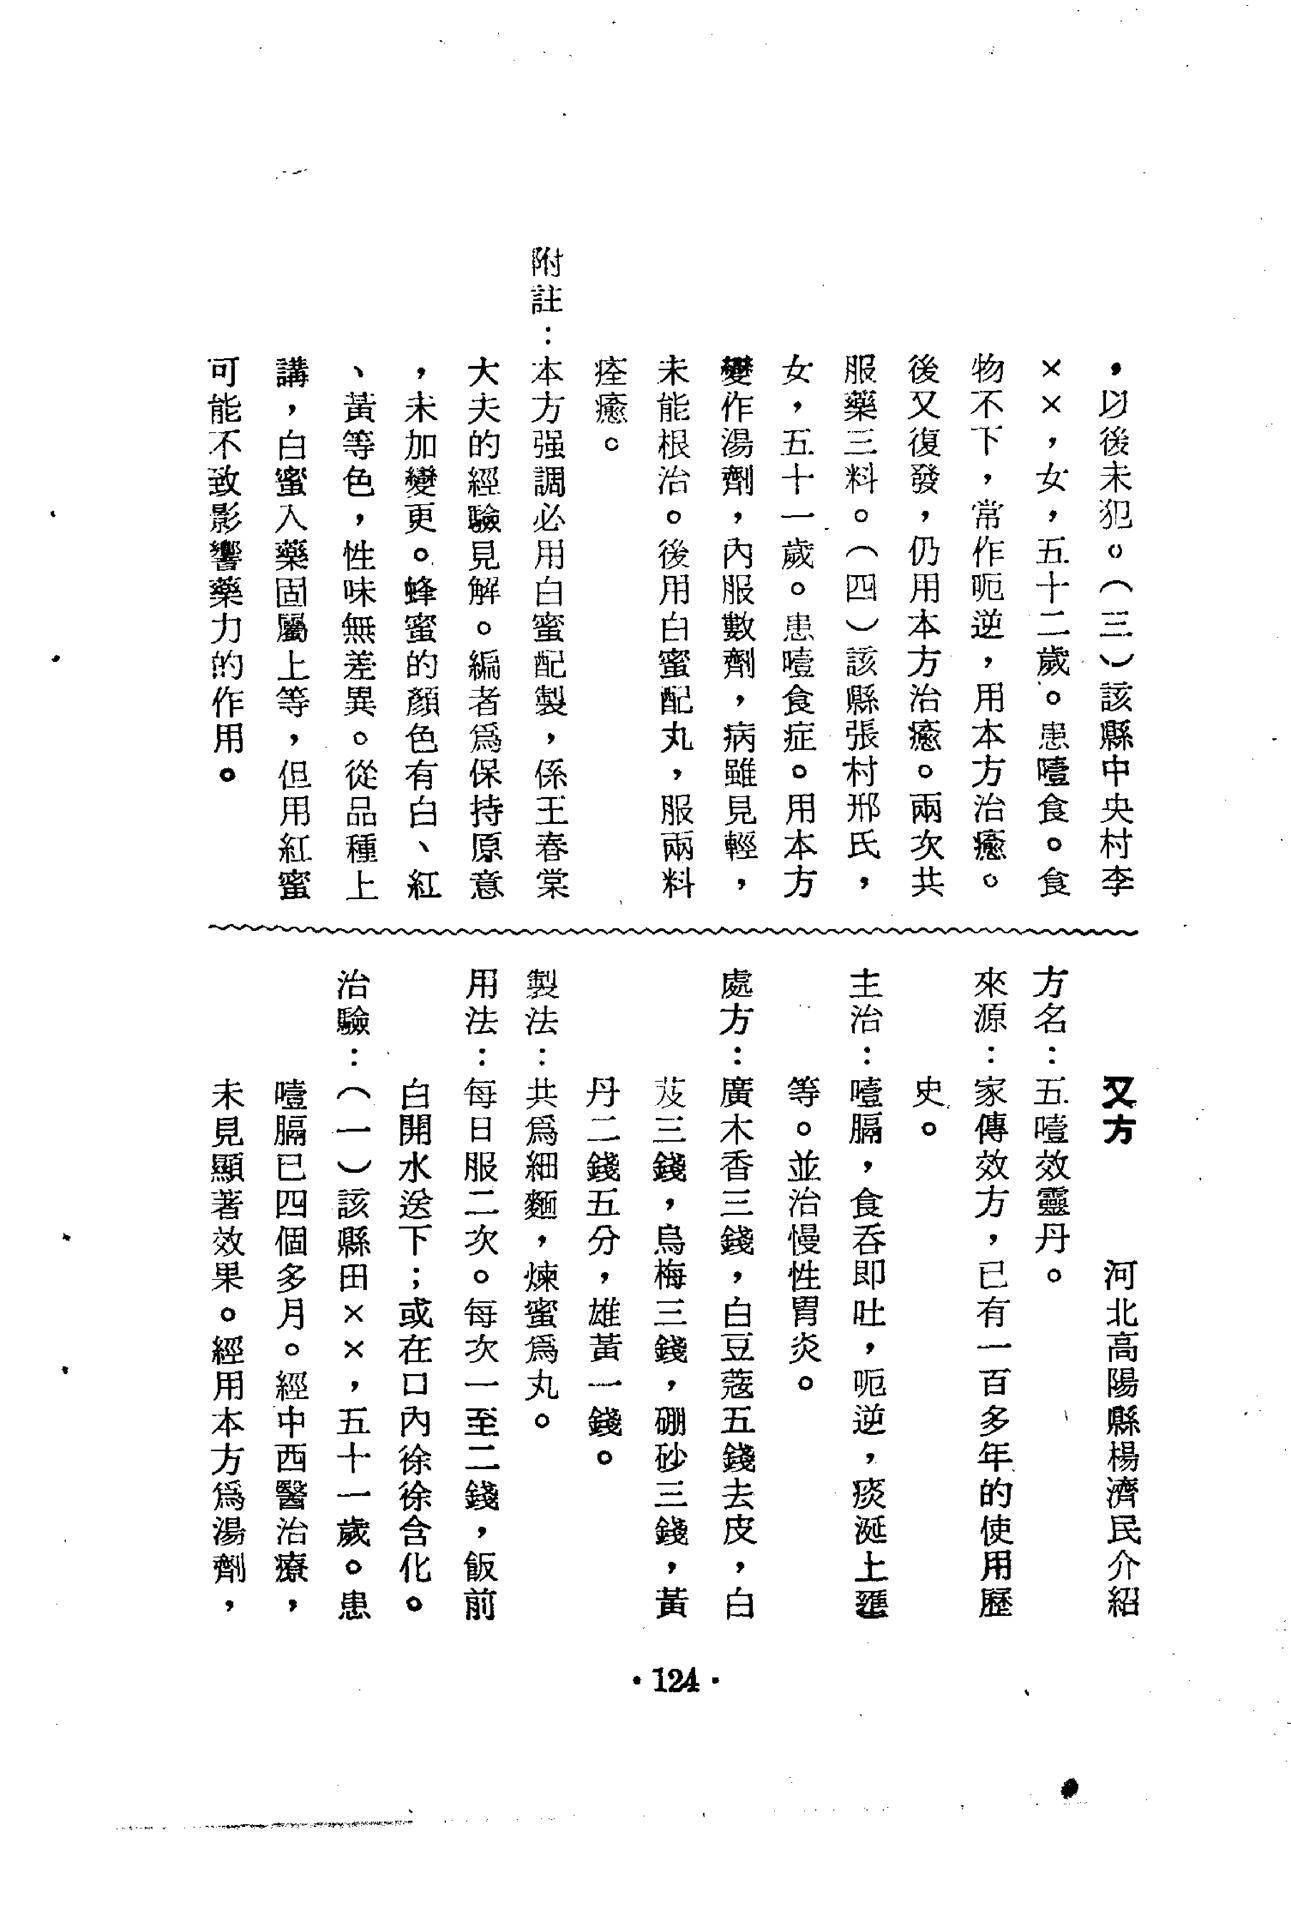 ，以後未犯。（三）該縣中央村李
××，女，五十二歲。患噎食。食
物不下，常作呃逆，用本方治癒。
後又復發，仍用本方治癒。兩次共
服藥三料。（四）該縣張村邢氏，
女，五十一歲。患噎食症。用本方
變作湯劑，內服數劑，病雖見輕，
未能根治。後用白蜜配丸，服兩料
痊癒。
附註：本方强調必用白蜜配製，係王春棠
大夫的經驗見解。編者爲保持原意
，未加變更。蜂蜜的顏色有白、紅
、黃等色，性味無差異。從品種上
講，白蜜入藥固屬上等，但用紅蜜
可能不致影響藥力的作用。
又方　河北高陽縣楊濟民介紹
方名：五噎效靈丹。
來源：家傳效方，已有一百多年的使用歷
史。
主治：噎膈，食吞即吐，呃逆，痰涎上壅
等。並治慢性胃炎。
處方：廣木香三錢，白豆蔻五錢去皮，白
芨三錢，烏梅三錢，硼砂三錢，黃
丹二錢五分，雄黃一錢。
製法：共爲細麵，煉蜜爲丸。
用法：每日服二次。每次一至二錢，飯前
白開水送下；或在口內徐徐含化。
治驗：（一）該縣田××，五十一歲。患
噎膈已四個多月。經中西醫治療，
未見顯著效果。經用本方爲湯劑，
·124·